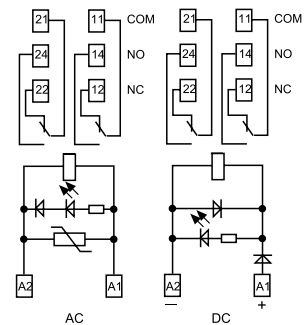 21 11 COM 21 11 COM
24 14 NO 24 14 NO
22 12 NC 22 12 NC
A2 A1 A2 A1
— +
AC DC